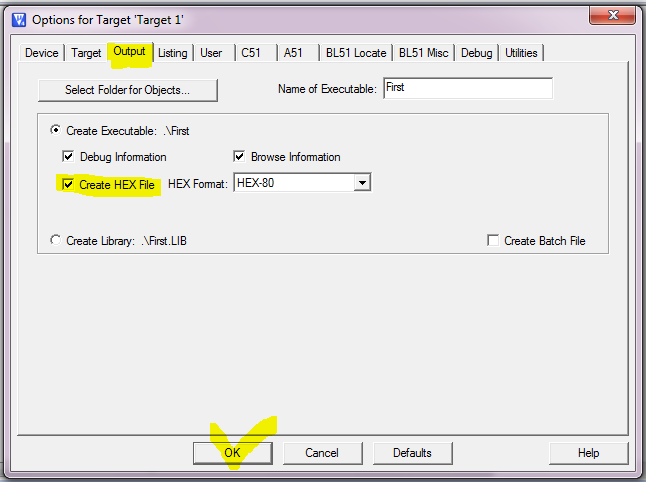 Options for Target 'Target 1'
Device Target Output Listing User C51 A51 BL51 Locate BL51 Misc Debug Utilities
Select Folder for Objects... Name of Executable: First
Create Executable: .\First
Debug Information Browse Information
Create HEX File HEX Format: HEX-80
Create Library: .\First.LIB Create Batch File
OK Cancel Defaults Help